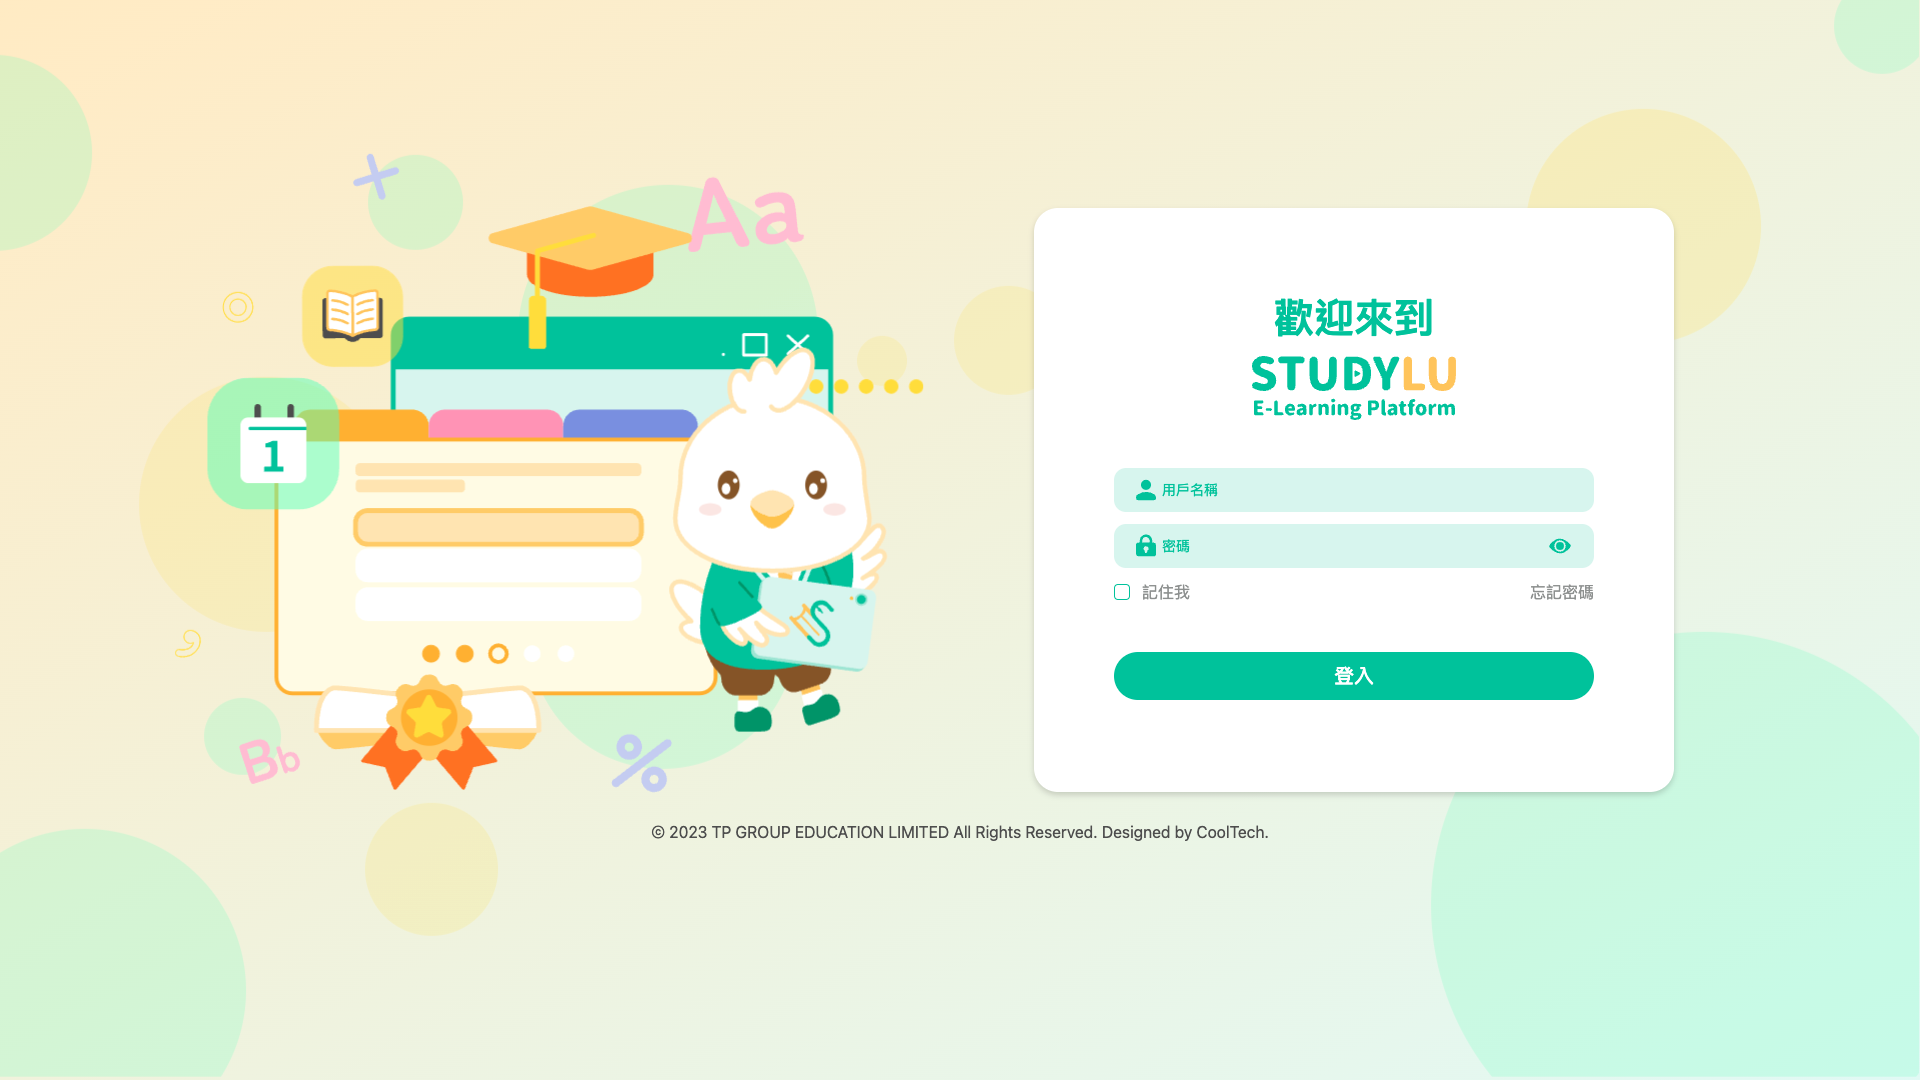 Aa
1
Bb
歡迎來到
STUDYLU
E-Learning Platform
用戶名稱
密碼
記住我
忘記密碼
登入
© 2023 TP GROUP EDUCATION LIMITED All Rights Reserved. Designed by CoolTech.